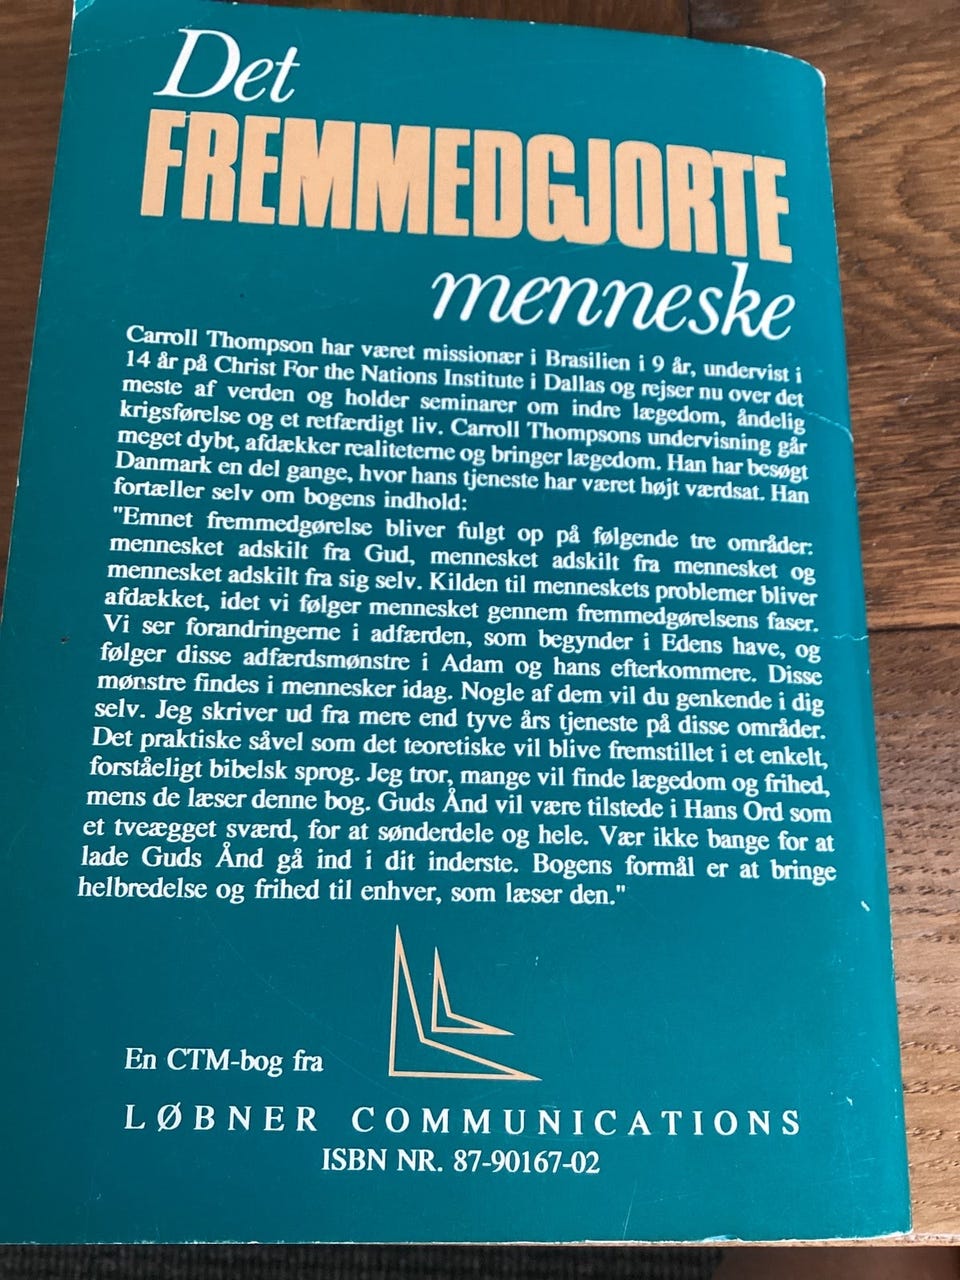 Det
FREMMEDGJORTE
menneske
Carroll Thompson har været missionær i Brasilien i 9 år, undervist i
14 år på Christ For the Nations Institute i Dallas og rejser nu over det
meste af verden og holder seminarer om indre lægedom, åndelig
krigsførelse og et retfærdigt liv. Carroll Thompsons undervisning går
meget dybt, afdækker realiteterne og bringer lægedom. Han har besøgt
Danmark en del gange, hvor hans tjeneste har været højt værdsat. Han
fortæller selv om bogens indhold:
"Emnet fremmedgørelse bliver fulgt op på følgende tre områder:
mennesket adskilt fra Gud, mennesket adskilt fra mennesket og
mennesket adskilt fra sig selv. Kilden til menneskets problemer bliver
afdækket, idet vi følger mennesket gennem fremmedgørelsens faser.
Vi ser forandringerne i adfærden, som begynder i Edens have, og
følger disse adfærdsmønstre i Adam og hans efterkommere. Disse
mønstre findes i mennesker idag. Nogle af dem vil du genkende i dig
selv. Jeg skriver ud fra mere end tyve års tjeneste på disse områder.
Det praktiske såvel som det teoretiske vil blive fremstillet i et enkelt,
forståeligt bibelsk sprog. Jeg tror, mange vil finde lægedom og frihed,
mens de læser denne bog. Guds Ånd vil være tilstede i Hans Ord som
et tveægget sværd, for at sønderdele og hele. Vær ikke bange for at
lade Guds Ånd gå ind i dit inderste. Bogens formål er at bringe
helbredelse og frihed til enhver, som læser den."
En CTM-bog fra
LØBNER COMMUNICATIONS
ISBN NR. 87-90167-02